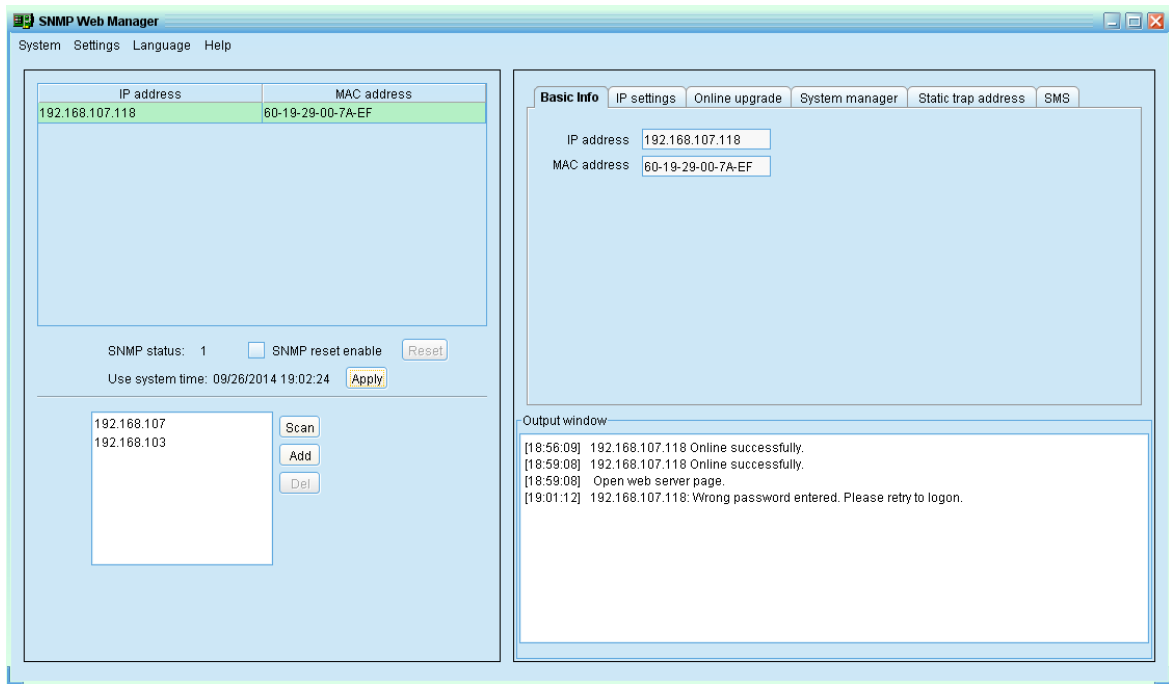 SNMP Web Manager
System Settings Language Help
IP address MAC address
192.168.107.118 60-19-29-00-7A-EF
SNMP status: 1 SNMP reset enable Reset
Use system time: 09/26/2014 19:02:24 Apply
192.168.107
192.168.103
Scan
Add
Del
Basic Info IP settings Online upgrade System manager Static trap address SMS
IP address 192.168.107.118
MAC address 60-19-29-00-7A-EF
Output window
[18:56:09] 192.168.107.118 Online successfully.
[18:59:08] 192.168.107.118 Online successfully.
[18:59:08] Open web server page.
[19:01:12] 192.168.107.118: Wrong password entered. Please retry to logon.